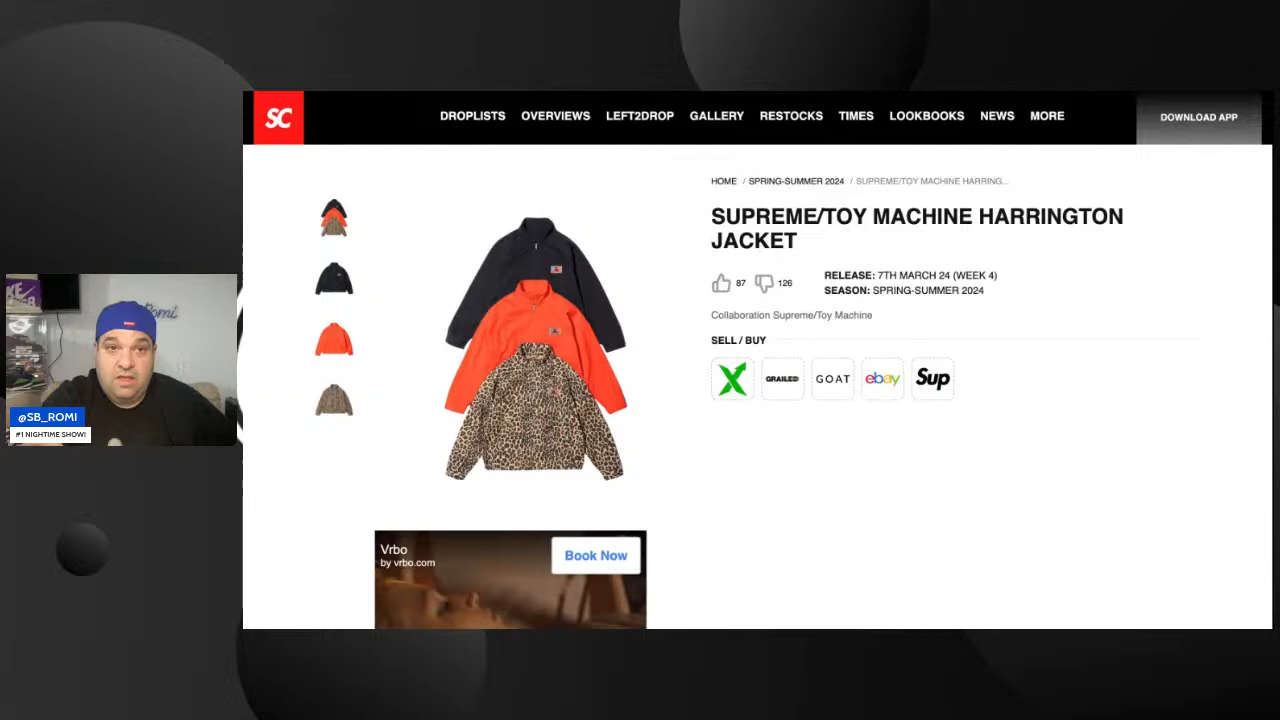 SC
DROPLISTS OVERVIEWS LEFT2DROP GALLERY RESTOCKS TIMES LOOKBOOKS NEWS MORE
DOWNLOAD APP
HOME / SPRING-SUMMER 2024 / SUPREME/TOY MACHINE HARRING...
SUPREME/TOY MACHINE HARRINGTON
JACKET
87 126
RELEASE: 7TH MARCH 24 (WEEK 4)
SEASON: SPRING-SUMMER 2024
Collaboration Supreme/Toy Machine
SELL / BUY
X GRAILED GOAT ebay Sup
Romi
@SB_ROMI
#1 NIGHTIME SHOW!
Vrbo
by vrbo.com
Book Now